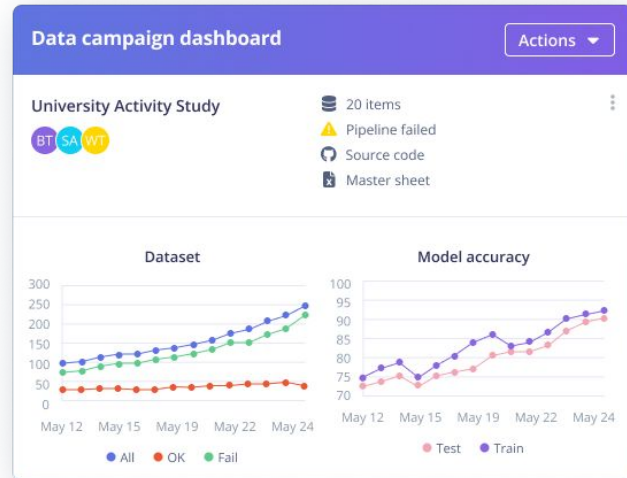 Data campaign dashboard
Actions
University Activity Study
BT SA WT
20 items
Pipeline failed
Source code
Master sheet
Dataset
300
250
200
150
100
50
0
May 12 May 15 May 19 May 22 May 24
All OK Fail
Model accuracy
100
95
90
85
80
75
70
May 12 May 15 May 19 May 22 May 24
Test Train